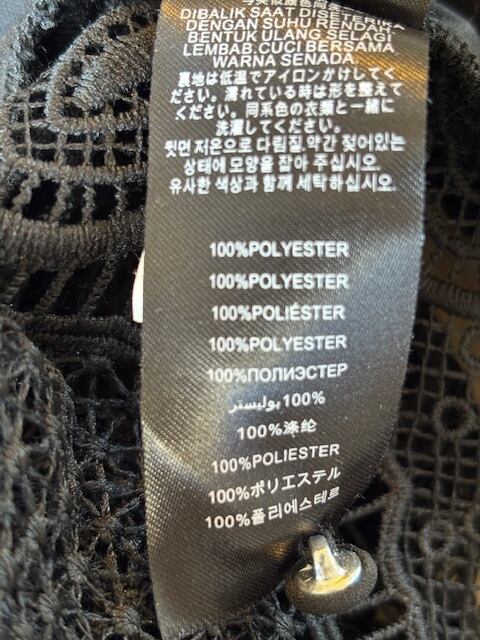 DIBALIK SAAT DISETERIKA
DENGAN SUHU RENDAH.
BENTUK ULANG SELAGI
LEMBAB.CUCI BERSAMA
WARNA SENADA.
裏地は低温でアイロンかけしてく
ださい。濡れている時は形を整えて
ください。同系色の衣類と一緒に
洗濯してください。
뒷면 저온으로 다림질.약간 젖어있는
상태에 모양을 잡아 주십시오.
유사한 색상과 함께 세탁하십시오.
100%POLYESTER
100%POLYESTER
100%POLIÉSTER
100%POLYESTER
100%ПОЛИЭСТЕР
100%بوليستر
100%涤纶
100%POLIESTER
100%ポリエステル
100%폴리에스테르